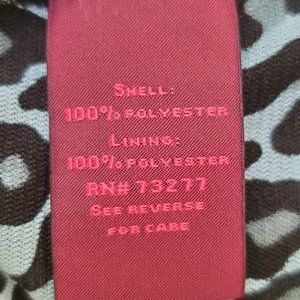 SHELL:
100% POLYESTER
LINING:
100% POLYESTER
RN# 73277
SEE REVERSE
FOR CARE